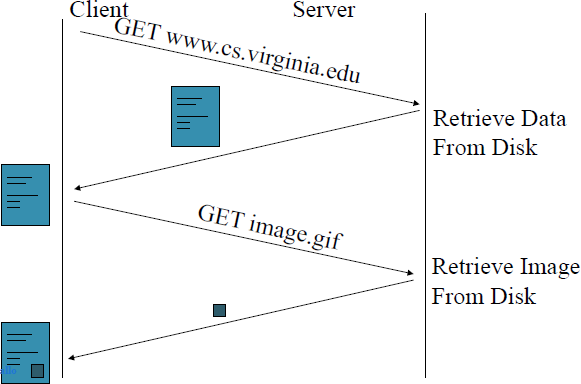 Client
Server
GET www.cs.virginia.edu
Retrieve Data
From Disk
GET image.gif
Retrieve Image
From Disk